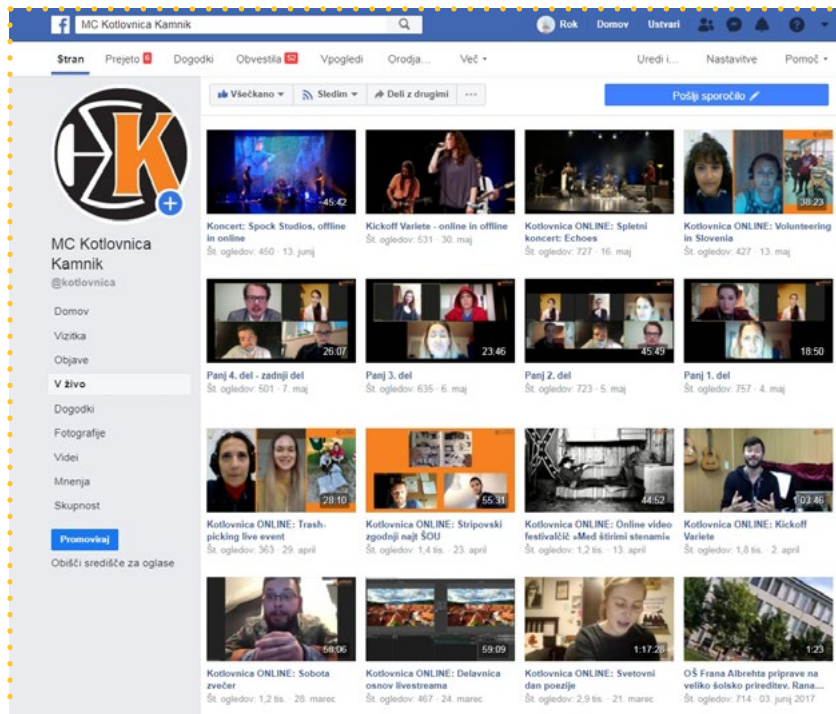 MC Kotlovnica Kamnik
Rok Domov Ustvari
Stran Prejeto 6 Dogodki Obvestila 52 Vpogledi Orodja... Več Uredi i... Nastavitve Pomoč
Všečkano Sledim Deli z drugimi ... Pošlji sporočilo
K
MC Kotlovnica
Kamnik
@kotlovnica
Domov
Vizitka
Objave
V živo
Dogodki
Fotografije
Videi
Mnenja
Skupnost
Promoviraj
Obišči središče za oglase
45:42
Koncert: Spock Studios, offline
in online
Št. ogledov: 450 · 13. junij
Kickoff Variete - online in offline
Št. ogledov: 531 · 30. maj
Kotlovnica ONLINE: Spletni
koncert: Echoes
Št. ogledov: 727 · 16. maj
38:23
Kotlovnica ONLINE: Volunteering
in Slovenia
Št. ogledov: 427 · 13. maj
26:07
Panj 4. del - zadnji del
Št. ogledov: 501 · 7. maj
23:46
Panj 3. del
Št. ogledov: 635 · 6. maj
45:49
Panj 2. del
Št. ogledov: 723 · 5. maj
18:50
Panj 1. del
Št. ogledov: 757 · 4. maj
28:10
Kotlovnica ONLINE: Trash-
picking live event
Št. ogledov: 363 · 29. april
55:31
Kotlovnica ONLINE: Stripovski
zgodnji najt ŠOU
Št. ogledov: 1,4 tis. · 23. april
44:52
Kotlovnica ONLINE: Online video
festivalčič »Med štirimi stenami«
Št. ogledov: 1,2 tis. · 13. april
1:03:46
Kotlovnica ONLINE: Kickoff
Variete
Št. ogledov: 1,8 tis. · 2. april
56:06
Kotlovnica ONLINE: Sobota
zvečer
Št. ogledov: 1,2 tis. · 28. marec
59:09
Kotlovnica ONLINE: Delavnica
osnov livestreama
Št. ogledov: 467 · 24. marec
1:17:28
Kotlovnica ONLINE: Svetovni
dan poezije
Št. ogledov: 2,9 tis. · 21. marec
1:23
OŠ Frana Albrehta priprave na
veliko šolsko prireditev. Rana...
Št. ogledov: 714 · 03. junij 2017